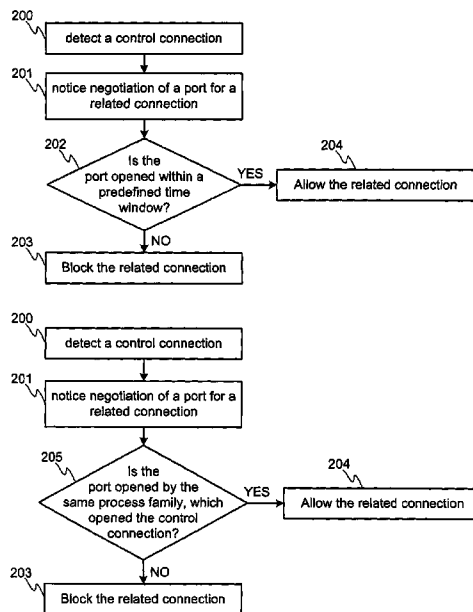 200
detect a control connection
201
notice negotiation of a port for a
related connection
202
Is the
port opened within a
predefined time
window?
YES
204
Allow the related connection
NO
203
Block the related connection
200
detect a control connection
201
notice negotiation of a port for a
related connection
205
Is the
port opened by the
same process family, which
opened the control
connection?
YES
204
Allow the related connection
NO
203
Block the related connection